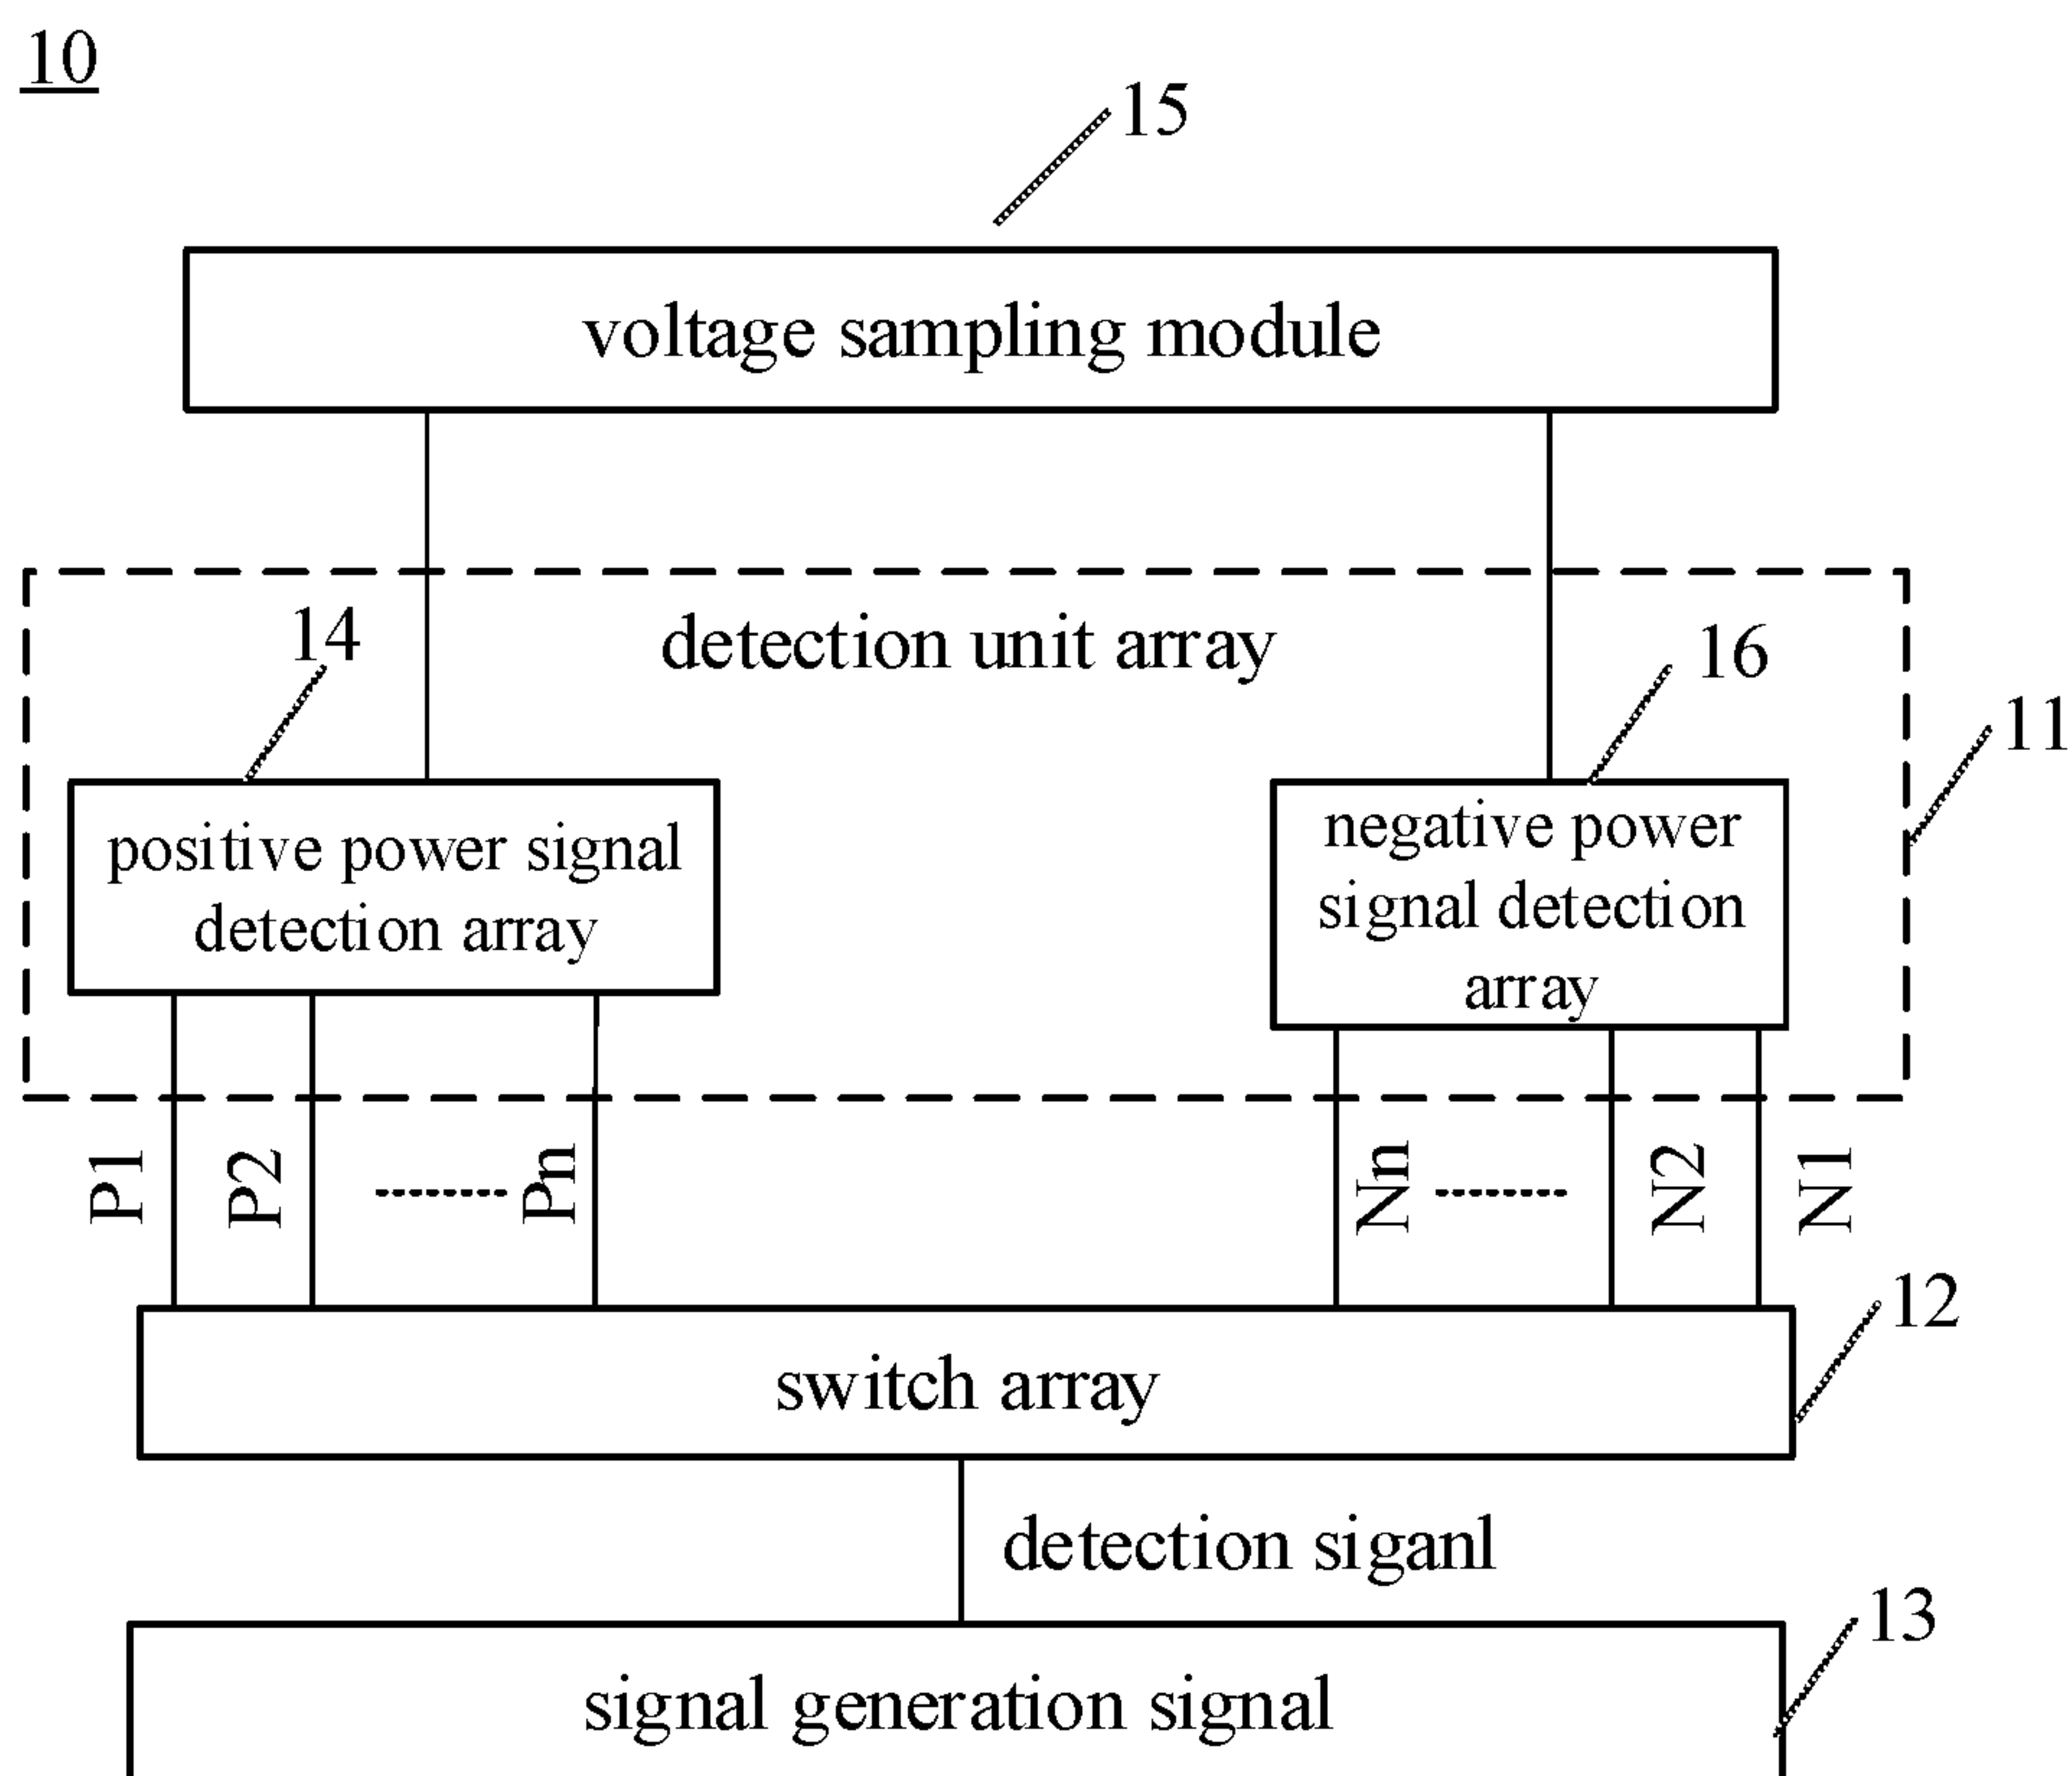 10
15
voltage sampling module
14
detection unit array
16
11
positive power signal
detection array
negative power
signal detection
array
P1
P2
Pn
Nn
N2
N1
12
switch array
detection siganl
13
signal generation signal